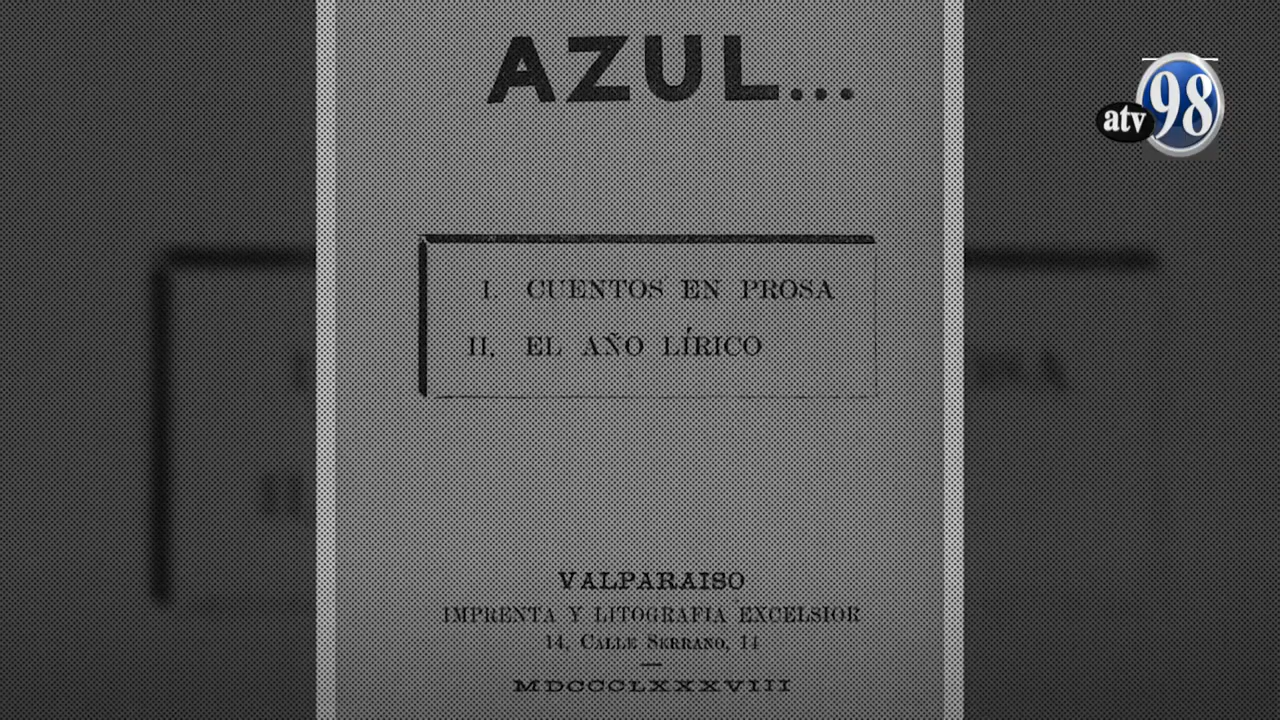 AZUL...
atv 98
I. CUENTOS EN PROSA
II. EL AÑO LÍRICO
VALPARAISO
IMPRENTA Y LITOGRAFIA EXCELSIOR
14, CALLE SERRANO, 14
MDCCCLXXXVIII